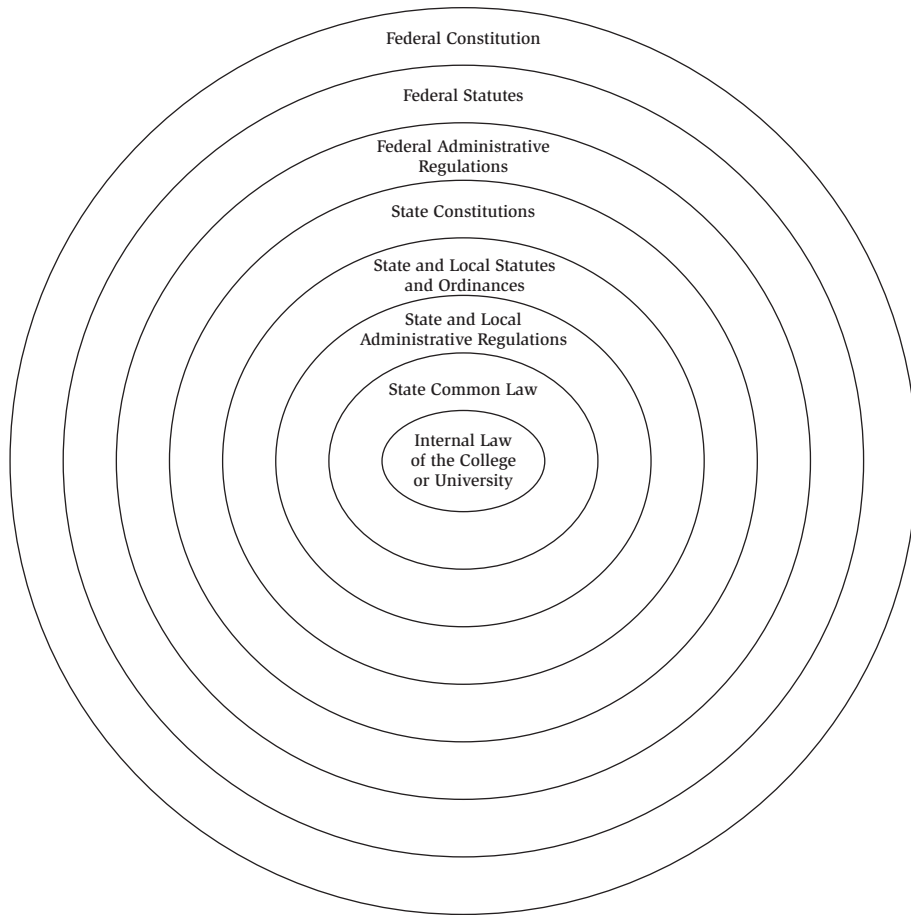 Federal Constitution
Federal Statutes
Federal Administrative
Regulations
State Constitutions
State and Local Statutes
and Ordinances
State and Local
Administrative Regulations
State Common Law
Internal Law
of the College
or University